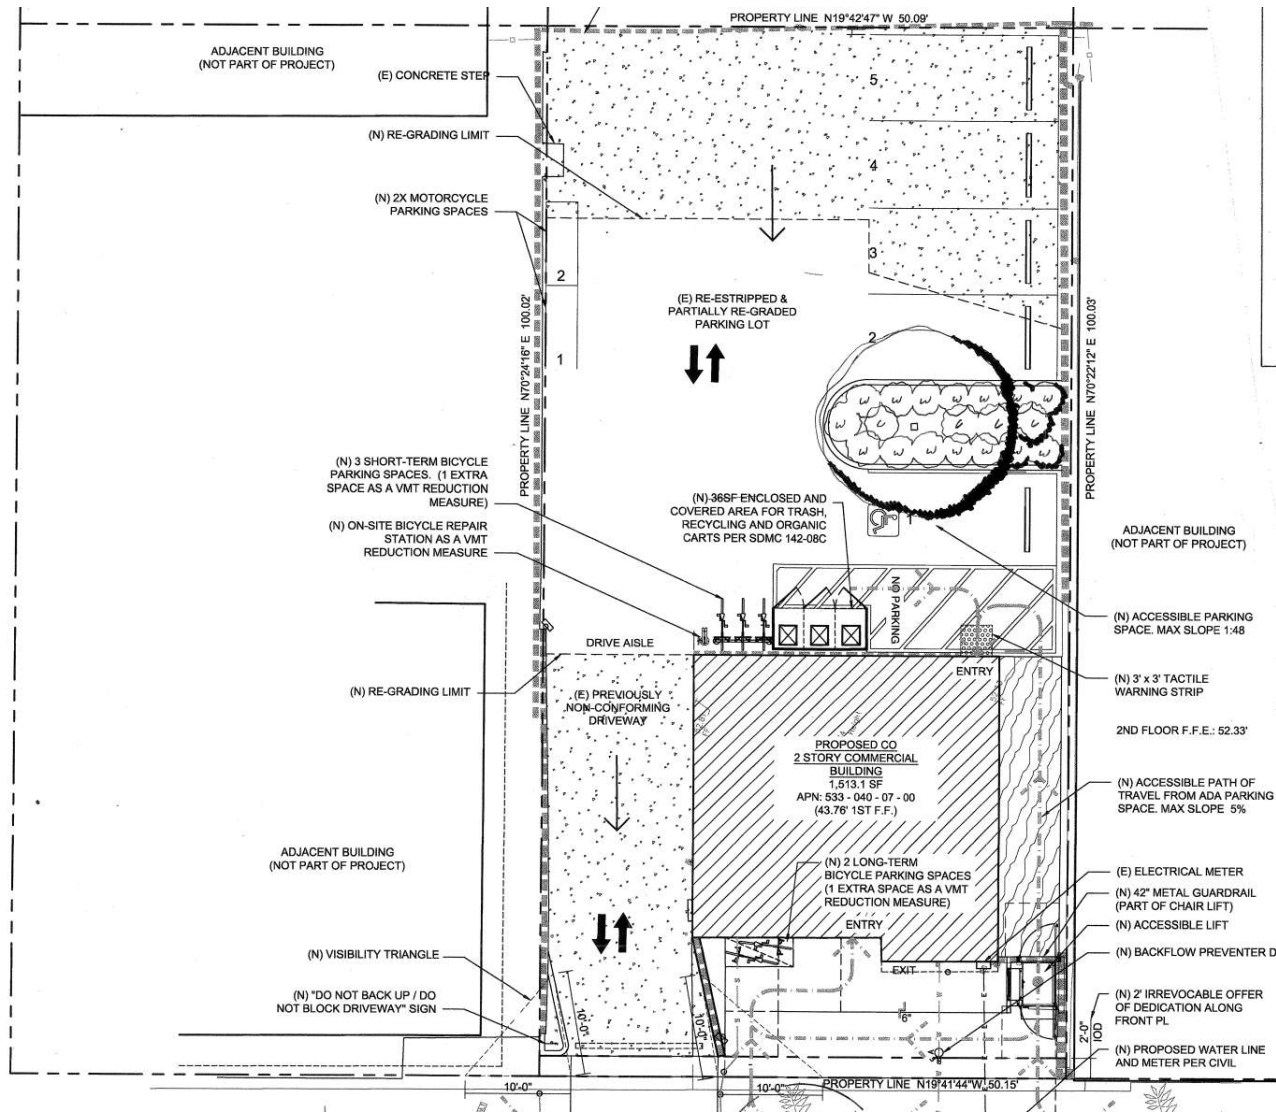 PROPERTY LINE N19°42'47" W 50.09'
ADJACENT BUILDING
(NOT PART OF PROJECT)
(E) CONCRETE STEP
5
(N) RE-GRADING LIMIT
4
(N) 2X MOTORCYCLE
PARKING SPACES
3
2
(E) RE-ESTRIPPED &
PARTIALLY RE-GRADED
PARKING LOT
PROPERTY LINE N70°24'16" E 100.02'
PROPERTY LINE N70°22'12" E 100.03'
2
1
(N) 3 SHORT-TERM BICYCLE
PARKING SPACES. (1 EXTRA
SPACE AS A VMT REDUCTION
MEASURE)
(N) 36SF ENCLOSED AND
COVERED AREA FOR TRASH,
RECYCLING AND ORGANIC
CARTS PER SDMC 142-08C
1
(N) ON-SITE BICYCLE REPAIR
STATION AS A VMT
REDUCTION MEASURE
ADJACENT BUILDING
(NOT PART OF PROJECT)
NO PARKING
(N) ACCESSIBLE PARKING
SPACE. MAX SLOPE 1:48
DRIVE AISLE
ENTRY
(N) 3' x 3' TACTILE
WARNING STRIP
(N) RE-GRADING LIMIT
(E) PREVIOUSLY
NON-CONFORMING
DRIVEWAY
2ND FLOOR F.F.E.: 52.33'
PROPOSED CO
2 STORY COMMERCIAL
BUILDING
1,513.1 SF
APN: 533 - 040 - 07 - 00
(43.76' 1ST F.F.)
(N) ACCESSIBLE PATH OF
TRAVEL FROM ADA PARKING
SPACE. MAX SLOPE 5%
ADJACENT BUILDING
(NOT PART OF PROJECT)
(N) 2 LONG-TERM
BICYCLE PARKING SPACES
(1 EXTRA SPACE AS A VMT
REDUCTION MEASURE)
(E) ELECTRICAL METER
(N) 42" METAL GUARDRAIL
(PART OF CHAIR LIFT)
ENTRY
(N) ACCESSIBLE LIFT
(N) VISIBILITY TRIANGLE
(N) BACKFLOW PREVENTER D
EXIT
(N) "DO NOT BACK UP / DO
NOT BLOCK DRIVEWAY" SIGN
(N) 2' IRREVOCABLE OFFER
OF DEDICATION ALONG
FRONT PL
10'-0"
10'-0"
6"
2'-0"
IOD
(N) PROPOSED WATER LINE
AND METER PER CIVIL
10'-0"
10'-0"
PROPERTY LINE N19°41'44"W 50.15'